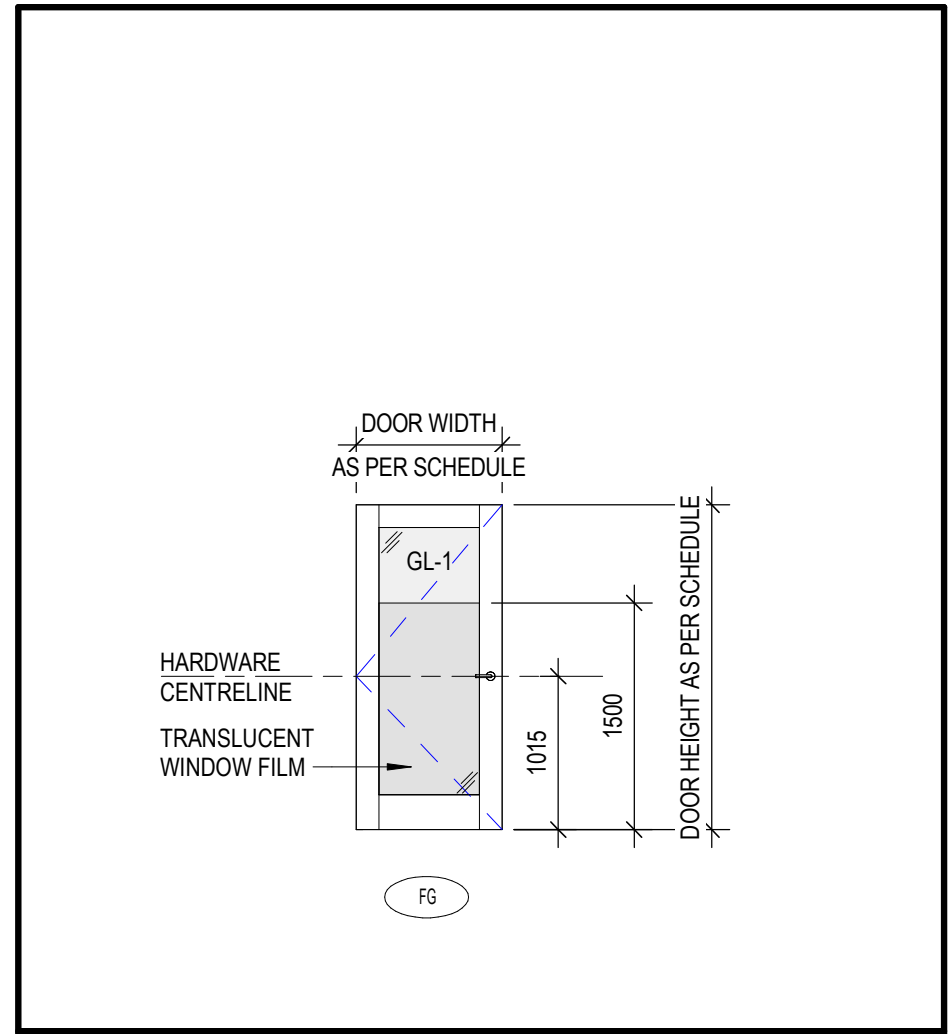 DOOR WIDTH
AS PER SCHEDULE
GL-1
HARDWARE
CENTRELINE
TRANSLUCENT
WINDOW FILM
1015
1500
DOOR HEIGHT AS PER SCHEDULE
FG